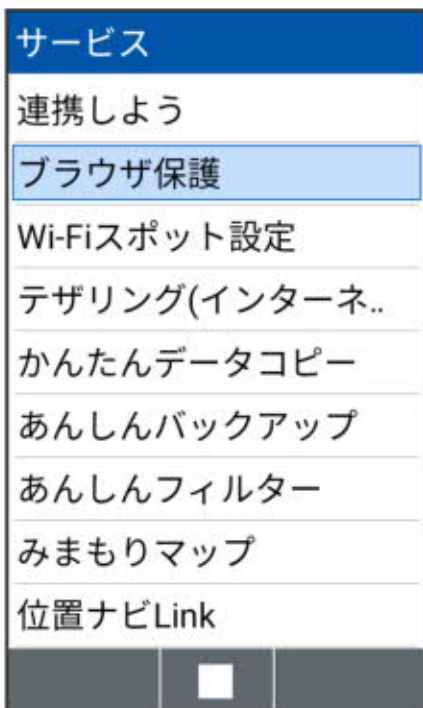 サービス
連携しよう
ブラウザ保護
Wi-Fiスポット設定
テザリング(インターネ..
かんたんデータコピー
あんしんバックアップ
あんしんフィルター
みまもりマップ
位置ナビLink